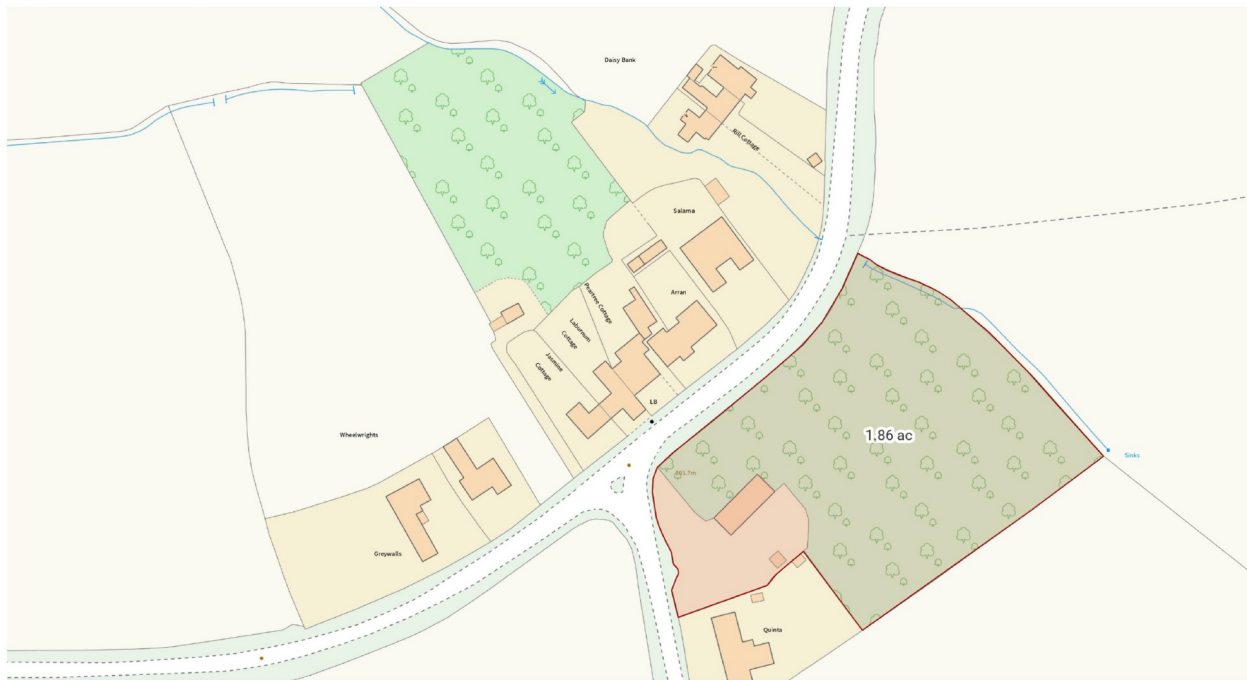 Daisy Bank
Rill Cottage
Salama
Arran
Peartree Cottage
Laburnum
Cottage
Jasmine
Cottage
LB
Wheelwrights
1.86 ac
Sinks
Greywalls
Quinta